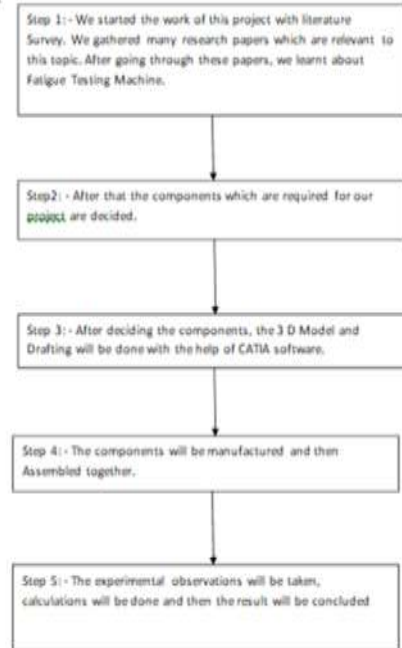 Step 1:- We started the work of this project with literature
Survey. We gathered many research papers which are relevant to
this topic. After going through these papers, we learnt about
Fatigue Testing Machine.
Step2: - After that the components which are required for our
project are decided.
Step 3:- After deciding the components, the 3 D Model and
Drafting will be done with the help of CATIA software.
Step 4:- The components will be manufactured and then
Assembled together.
Step 5:- The experimental observations will be taken,
calculations will be done and then the result will be concluded